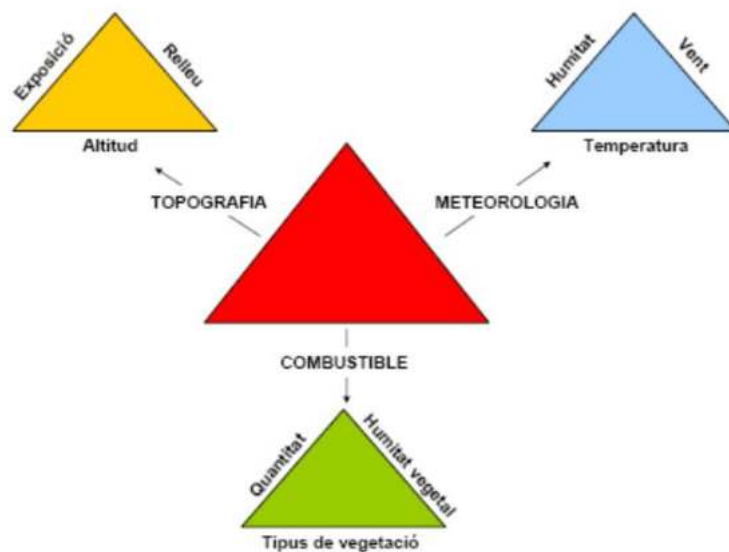 Exposició
Relleu
Altitud
Humitat
Vent
Temperatura
TOPOGRAFIA
METEOROLOGIA
COMBUSTIBLE
Quantitat
Humitat vegetal
Tipus de vegetació